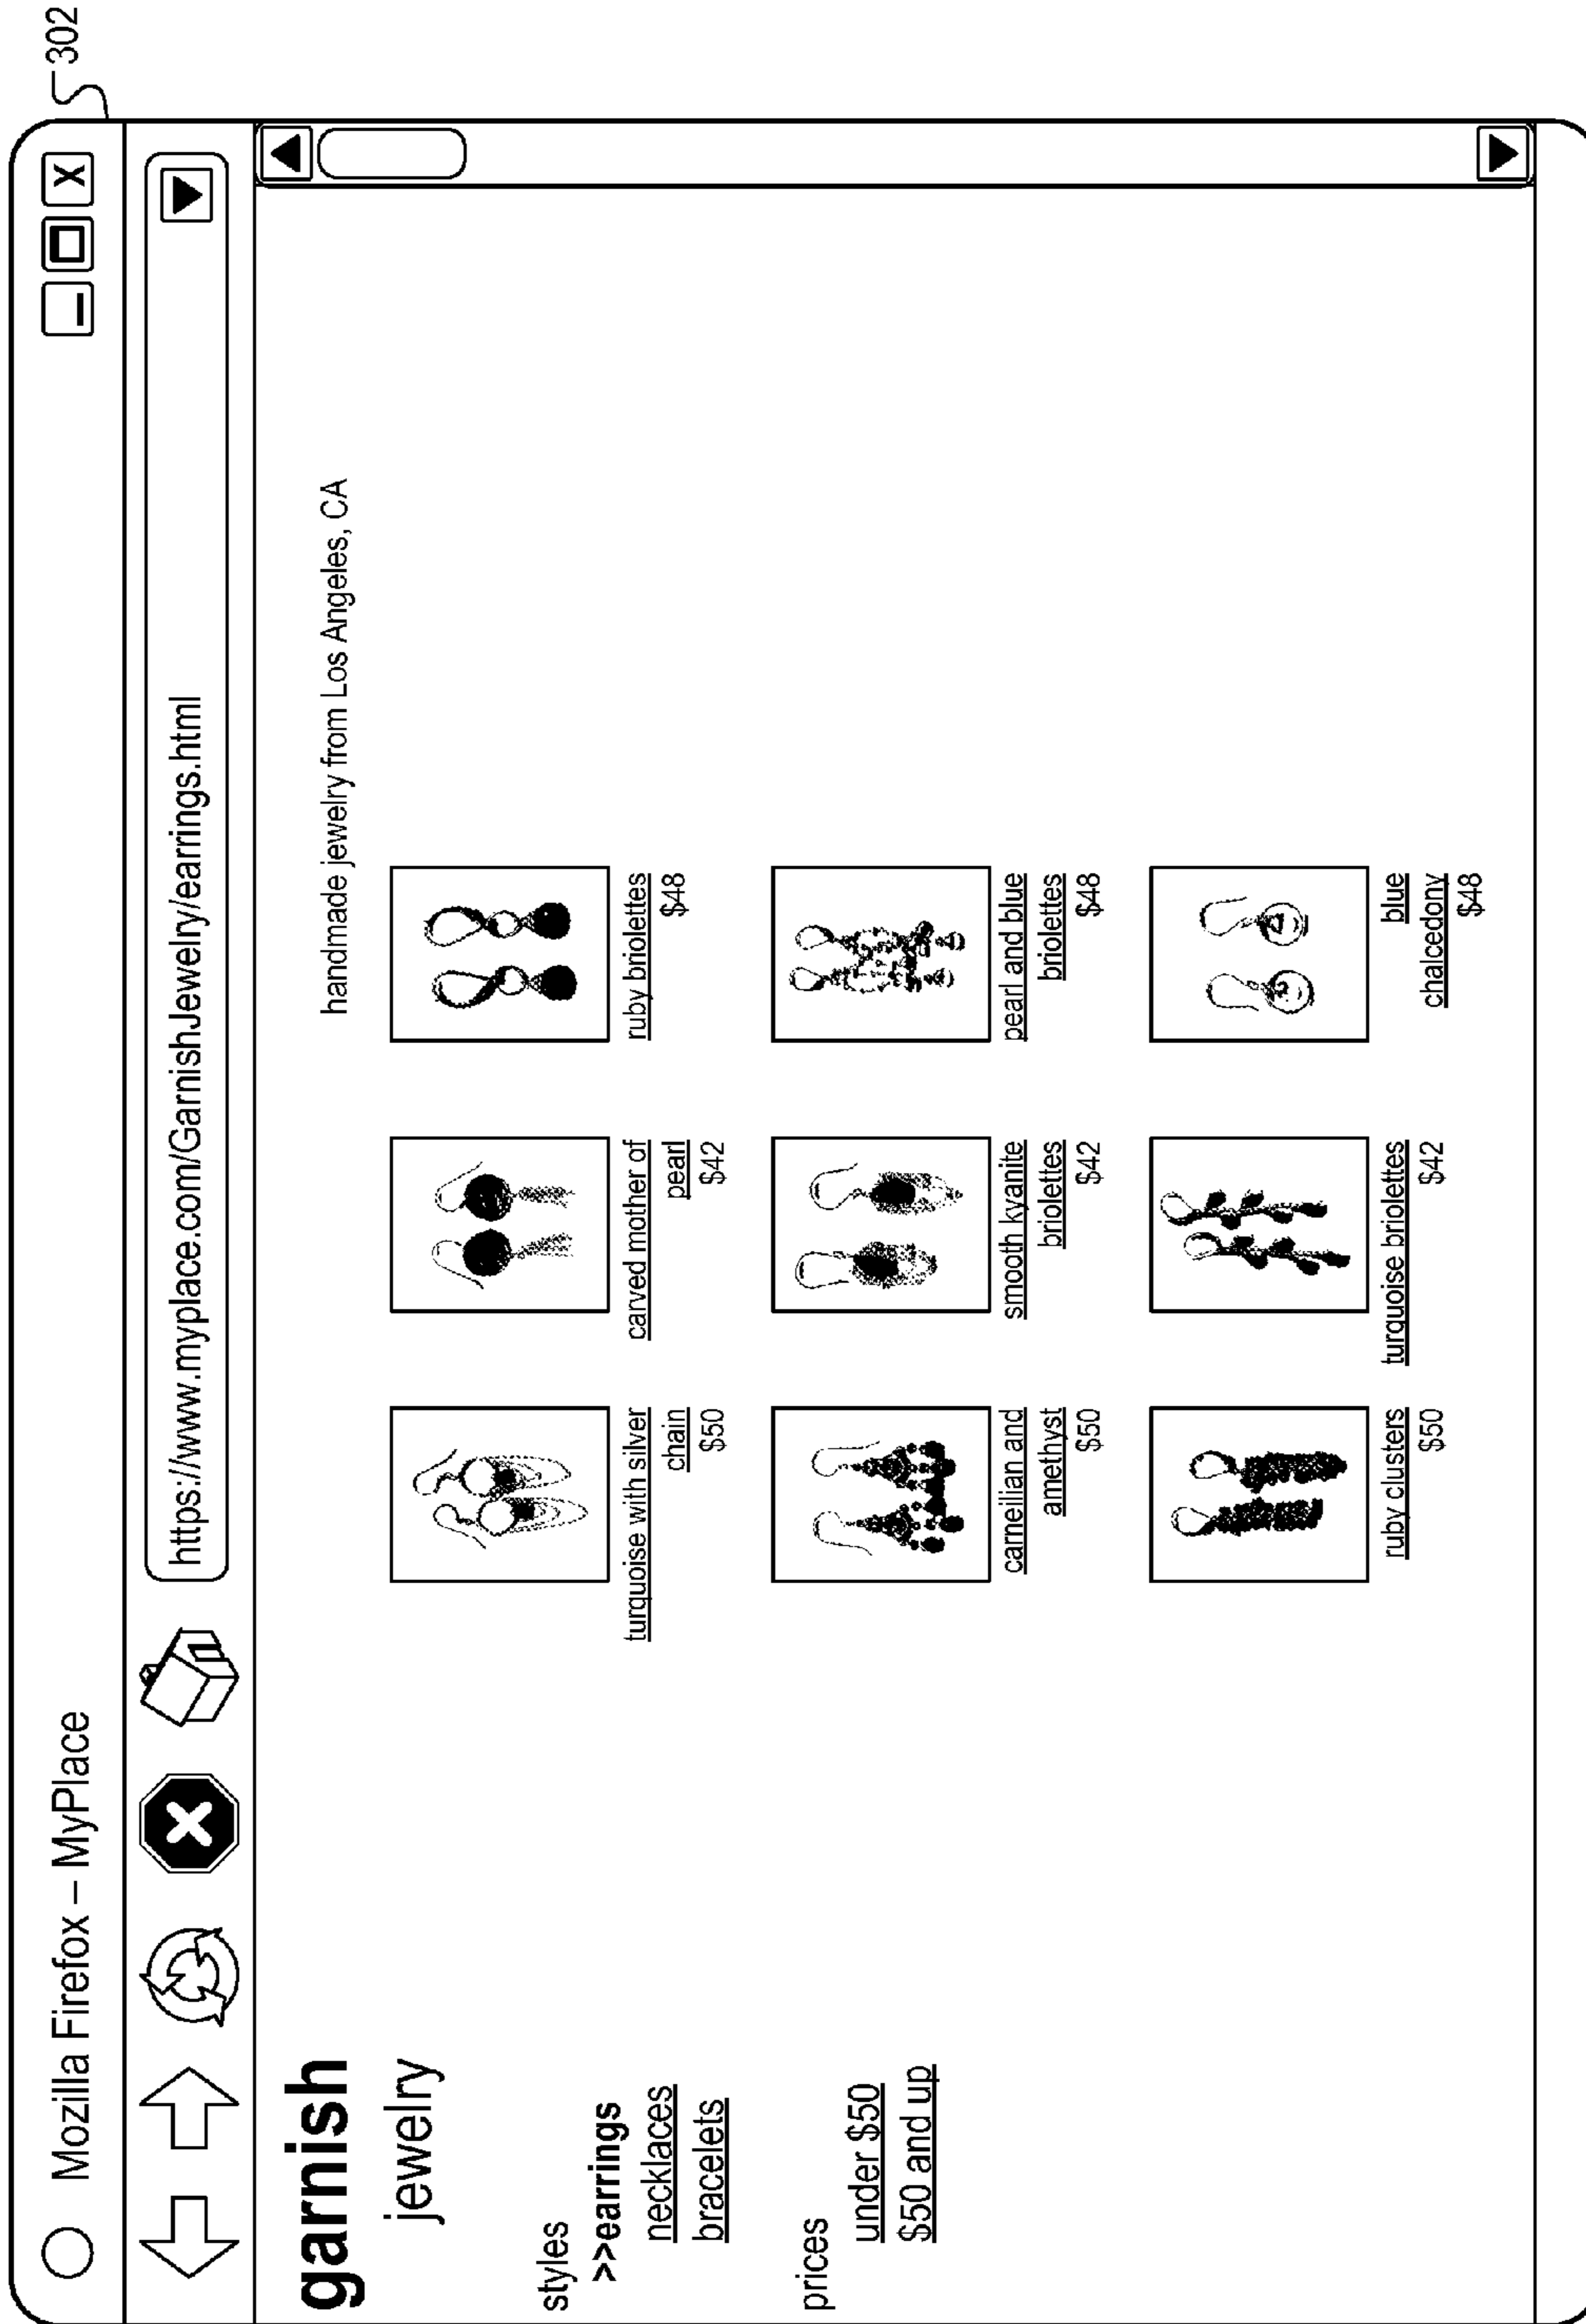 302
Mozilla Firefox – MyPlace
X
https://www.myplace.com/GarnishJewelry/earrings.html
garnish
jewelry
handmade jewelry from Los Angeles, CA
styles
>>earrings
necklaces
bracelets
prices
under $50
$50 and up
turquoise with silver
chain
$50
carved mother of
pearl
$42
ruby briolettes
$48
carneilian and
amethyst
$50
smooth kyanite
briolettes
$42
pearl and blue
briolettes
$48
ruby clusters
$50
turquoise briolettes
$42
blue
chalcedony
$48